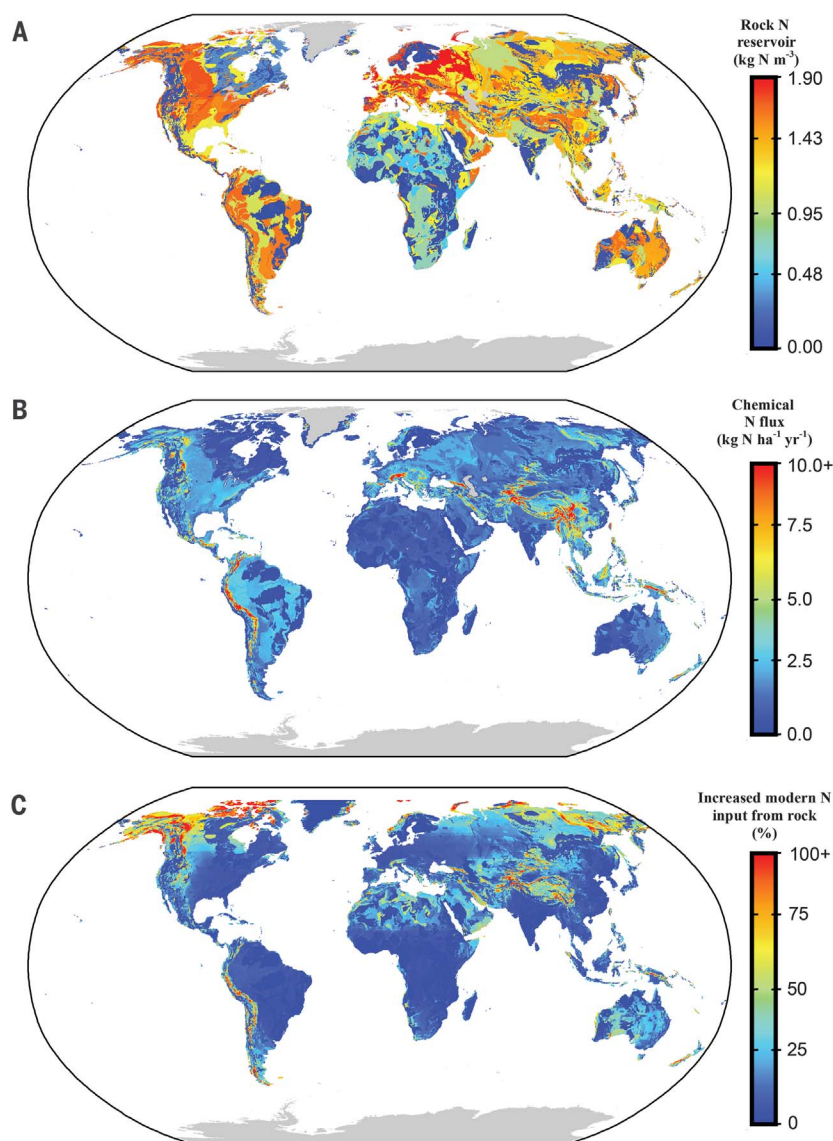 A
Rock N
reservoir
(kg N m⁻³)
1.90
1.43
0.95
0.48
0.00
B
Chemical
N flux
(kg N ha⁻¹ yr⁻¹)
10.0+
7.5
5.0
2.5
0.0
C
Increased modern N
input from rock
(%)
100+
75
50
25
0